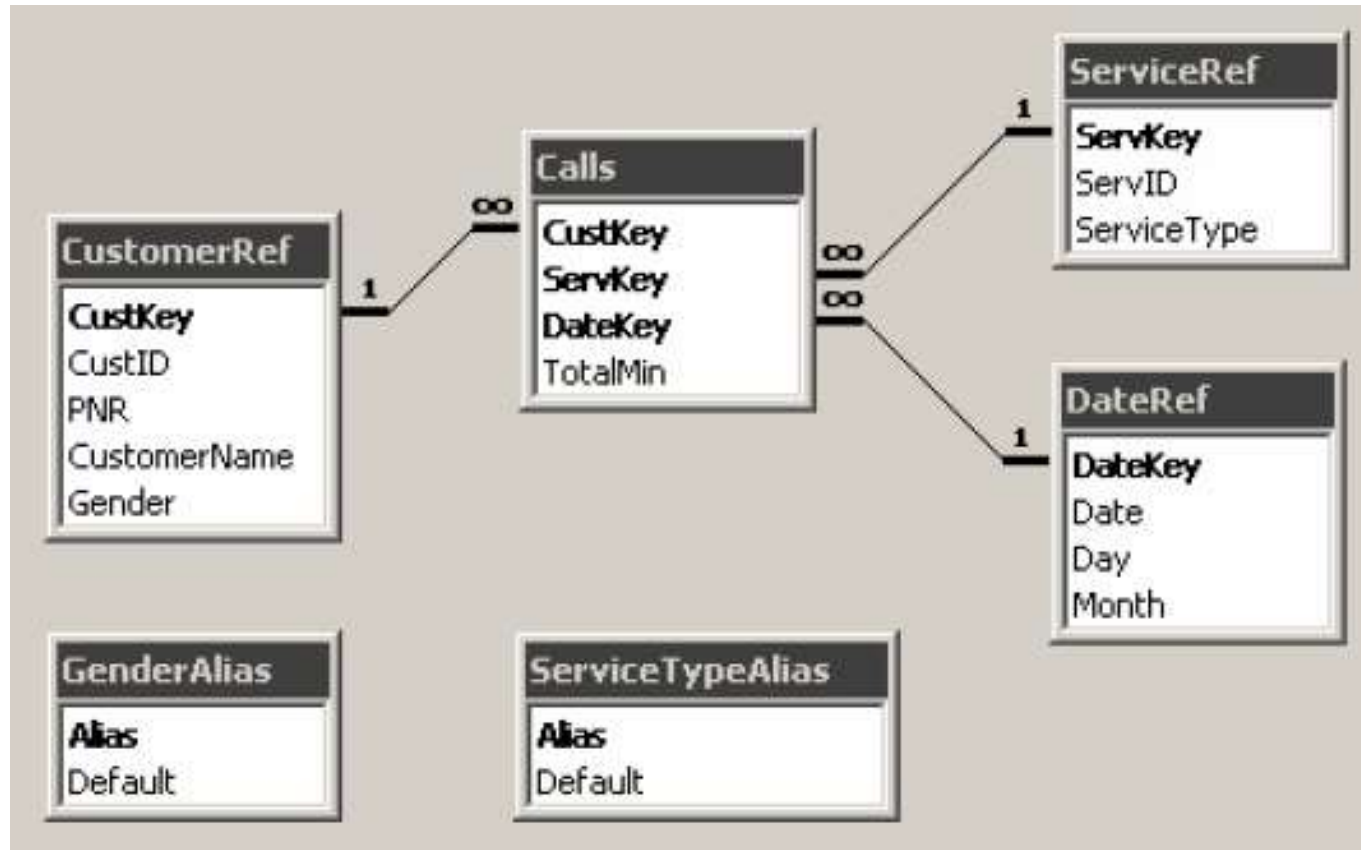 CustomerRef
CustKey
CustID
PNR
CustomerName
Gender
1
∞
Calls
CustKey
ServKey
DateKey
TotalMin
∞
∞
1
1
ServiceRef
ServKey
ServID
ServiceType
DateRef
DateKey
Date
Day
Month
GenderAlias
Alias
Default
ServiceTypeAlias
Alias
Default